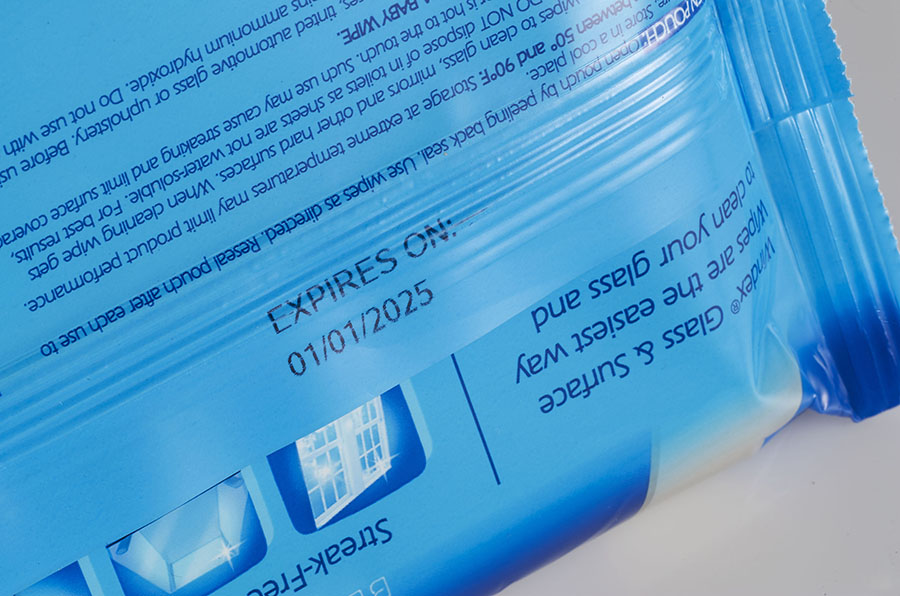 EXPIRES ON:
01/01/2025
Windex® Glass & Surface
Wipes are the easiest way
to clean your glass and
Streak-Free
Open pouch by peeling back seal. Use wipes as directed. Reseal pouch after each use to
Store in a cool place.
between 50° and 90°F. Storage at extreme temperatures may limit product performance.
wipes to clean glass, mirrors and other hard surfaces. When cleaning wipe gets
DO NOT dispose of in toilets as sheets are not water-soluble. For best results,
is not to the touch. Such use may cause streaking and limit surface
A BABY WIPE.
tinted automotive glass or upholstery. Before
ammonium hydroxide. Do not use with